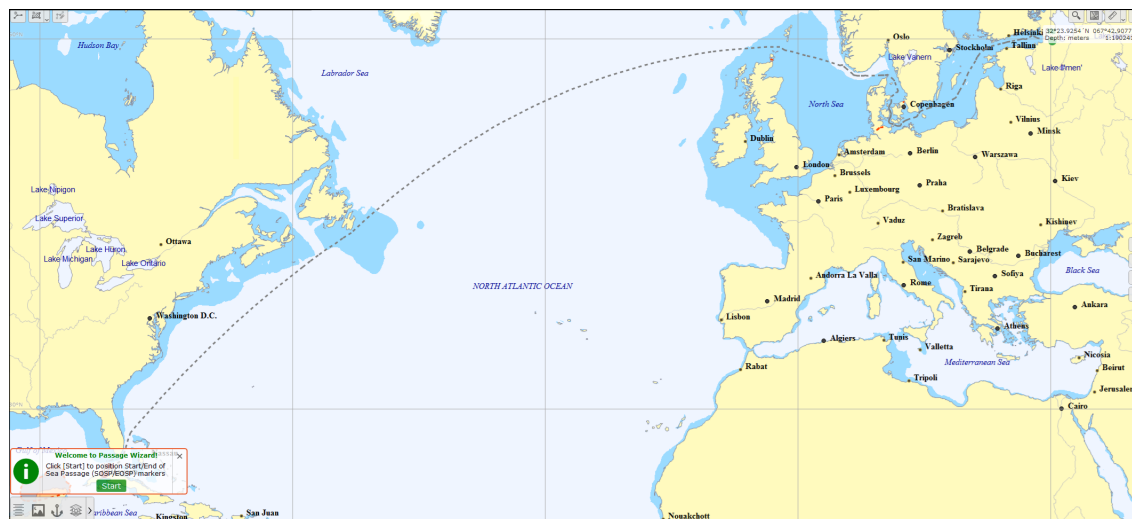 Hudson Bay
Labrador Sea
Oslo
Helsinki
32°23.9254 N 067°42.9077
Depth: meters
Stockholm
Tallinn
Lake Vanern
Lake Il'men'
North Sea
Riga
Copenhagen
Vilnius
Minsk
Dublin
Amsterdam
Berlin
Warszawa
London
Brussels
Kiev
Luxembourg
Praha
Paris
Bratislava
Vaduz
Kishinev
Zagreb
Lake Nipigon
Lake Superior
Ottawa
Lake Huron
Lake Michigan
Lake Ontario
Belgrade
Bucharest
San Marino
Sarajevo
Black Sea
Andorra La Valla
Sofiya
Rome
Tirana
NORTH ATLANTIC OCEAN
Madrid
Ankara
Washington D.C.
Lisbon
Athens
Algiers
Tunis
Valletta
Nicosia
Mediterranean Sea
Rabat
Beirut
Tripoli
Jerusalem
Cairo
Welcome to Passage Wizard!
Click [Start] to position Start/End of
Sea Passage (SOSP/EOSP) markers
Start
Caribbean Sea
Kingston
San Juan
Nouakchott